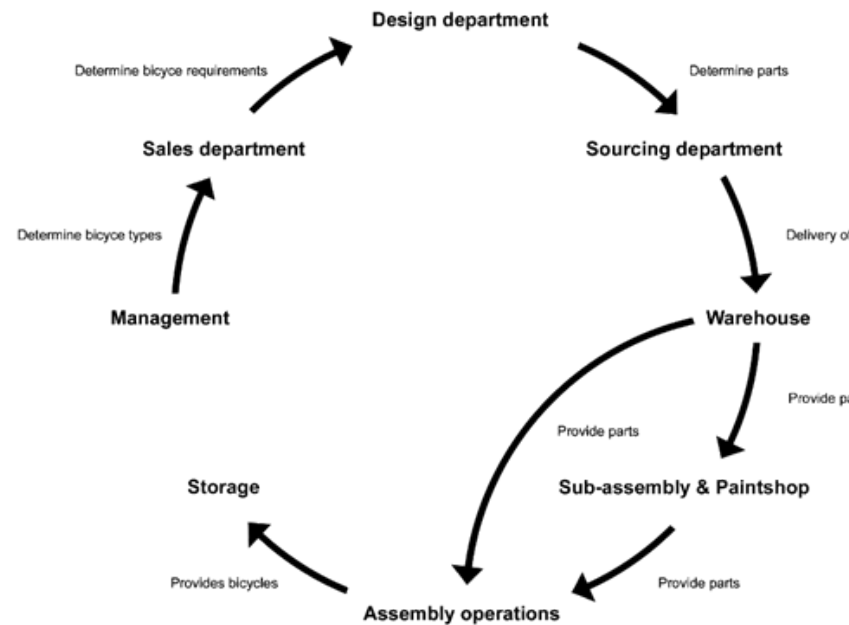 Design department
Determine bicyce requirements
Determine parts
Sales department
Sourcing department
Determine bicyce types
Delivery of
Management
Warehouse
Provide
Provide parts
Storage
Sub-assembly & Paintshop
Provides bicycles
Provide parts
Assembly operations